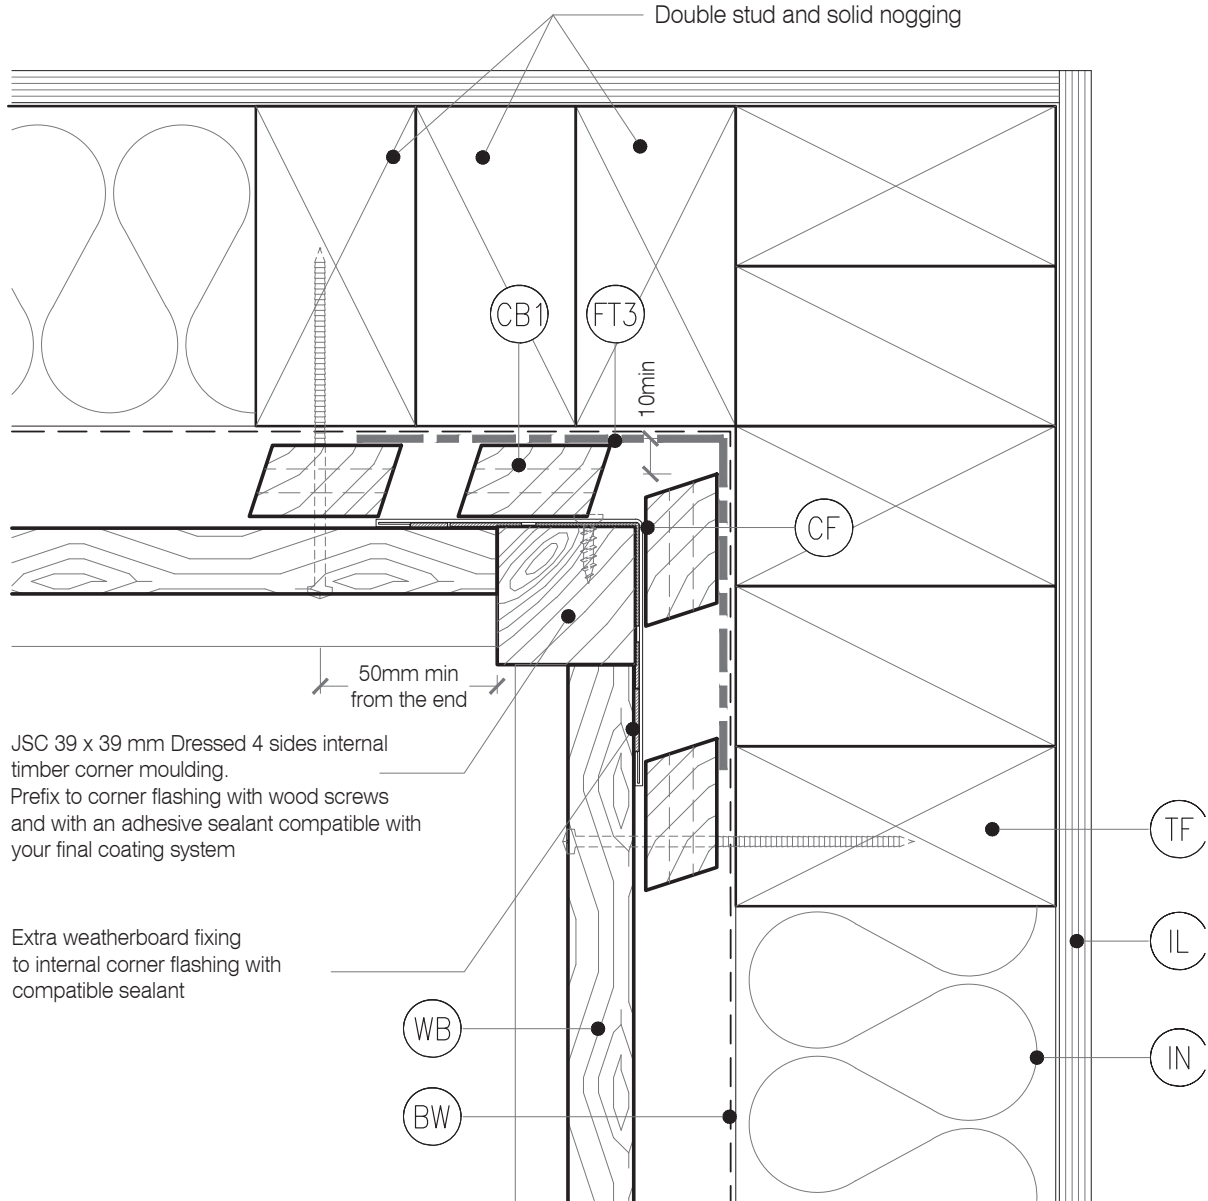 Double stud and solid nogging
CB1
FT3
10min
CF
50mm min
from the end
JSC 39 x 39 mm Dressed 4 sides internal
timber corner moulding.
Prefix to corner flashing with wood screws
and with an adhesive sealant compatible with
your final coating system
TF
Extra weatherboard fixing
to internal corner flashing with
compatible sealant
IL
WB
IN
BW